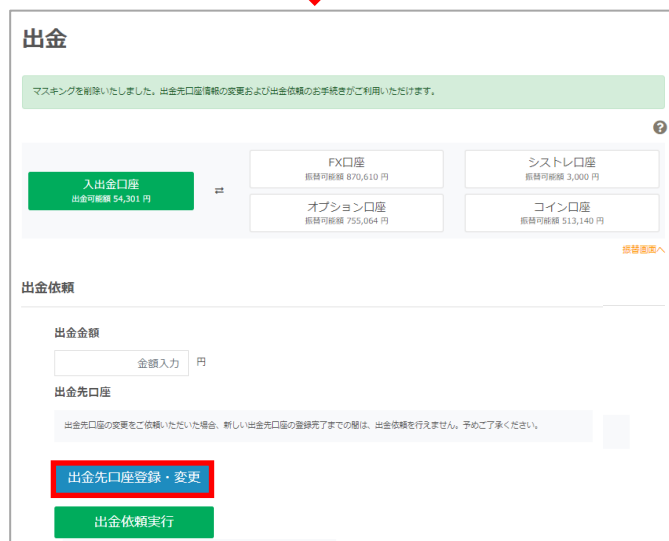 出金
マスキングを削除いたしました。出金先口座情報の変更および出金依頼のお手続きがご利用いただけます。
?
入出金口座
出金可能額 54,301 円
⇄
FX口座
振替可能額 870,610 円
シストレ口座
振替可能額 3,000 円
オプション口座
振替可能額 755,064 円
コイン口座
振替可能額 513,140 円
振替画面へ
出金依頼
出金金額
金額入力 円
出金先口座
出金先口座の変更をご依頼いただいた場合、新しい出金先口座の登録完了までの間は、出金依頼を行えません。予めご了承ください。
出金先口座登録・変更
出金依頼実行